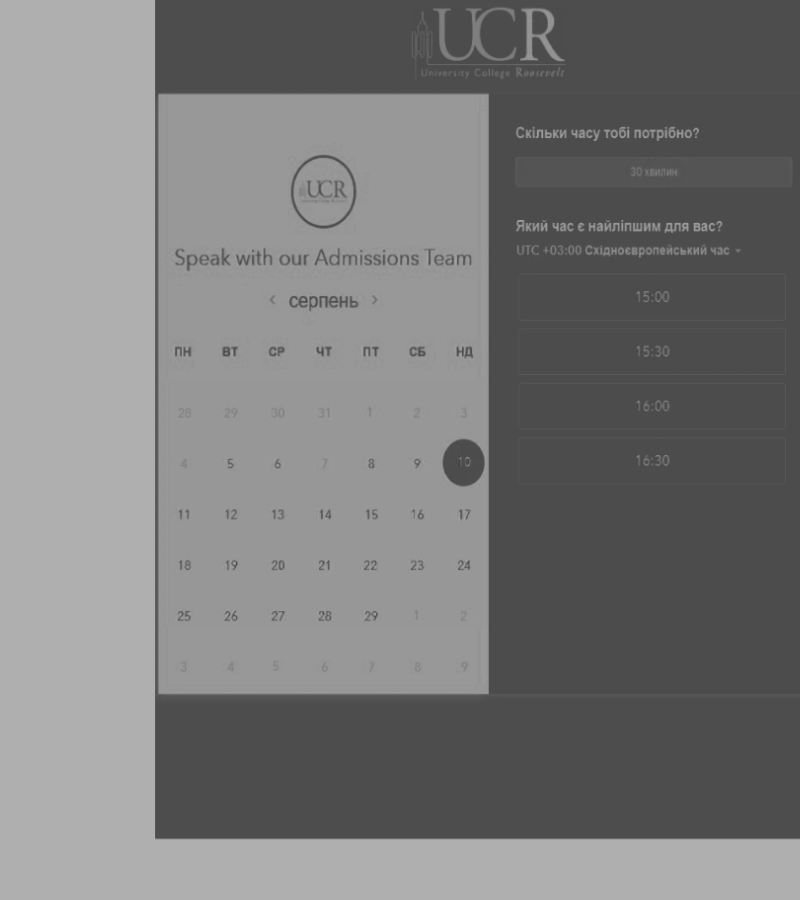 UCR
University College Roosevelt
UCR
Speak with our Admissions Team
‹ серпень ›
ПН ВТ СР ЧТ ПТ СБ НД
28 29 30 31 1 2 3
4 5 6 7 8 9 10
11 12 13 14 15 16 17
18 19 20 21 22 23 24
25 26 27 28 29 1 2
3 4 5 6 7 8 9
Скільки часу тобі потрібно?
30 хвилин
Який час є найліпшим для вас?
UTC +03:00 Східноєвропейський час
15:00
15:30
16:00
16:30